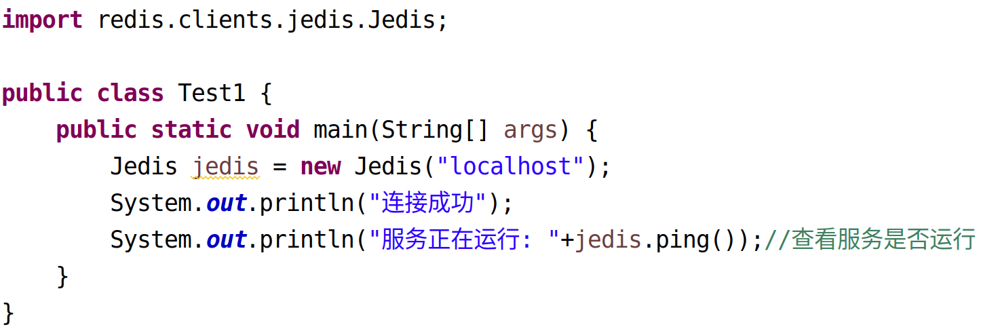 import redis.clients.jedis.Jedis;
public class Test1 {
    public static void main(String[] args) {
        Jedis jedis = new Jedis("localhost");
        System.out.println("连接成功");
        System.out.println("服务正在运行: "+jedis.ping());//查看服务是否运行
    }
}